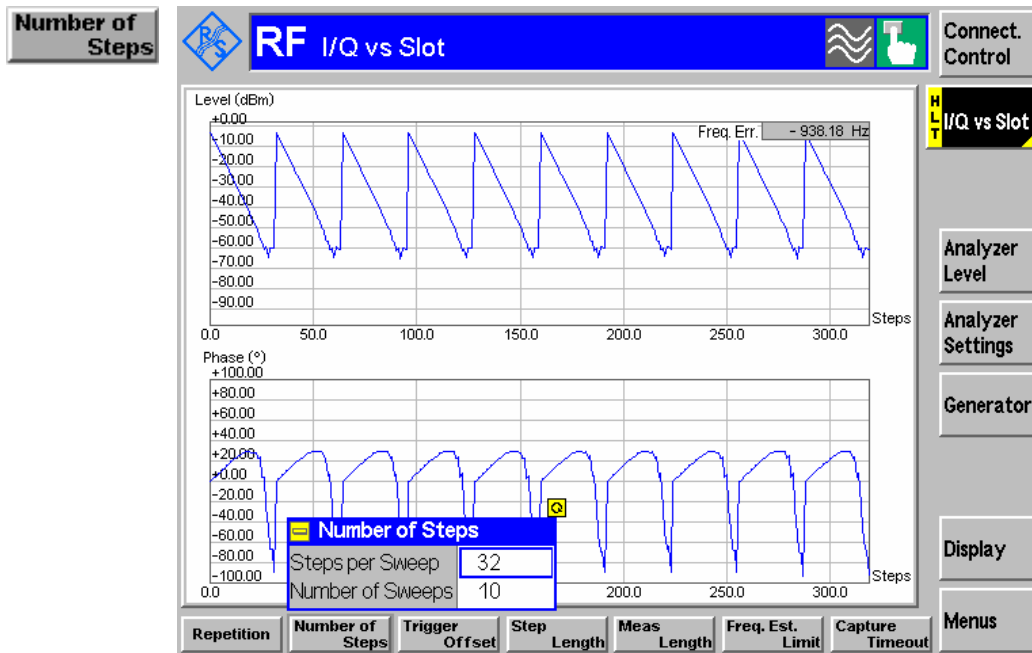 Number of
Steps
R&S
RF I/Q vs Slot
Connect.
Control
HLT
I/Q vs Slot
Level (dBm)
+0.00
-10.00
-20.00
-30.00
-40.00
-50.00
-60.00
-70.00
-80.00
-90.00
Freq. Err. - 938.18 Hz
0.0 50.0 100.0 150.0 200.0 250.0 300.0
Steps
Analyzer
Level
Analyzer
Settings
Generator
Phase (°)
+100.00
+80.00
+60.00
+40.00
+20.00
+0.00
-20.00
-40.00
-60.00
-80.00
-100.00
Q
Number of Steps
Steps per Sweep 32
Number of Sweeps 10
0.0 200.0 250.0 300.0
Steps
Display
Menus
Repetition
Number of
Steps
Trigger
Offset
Step
Length
Meas
Length
Freq. Est.
Limit
Capture
Timeout